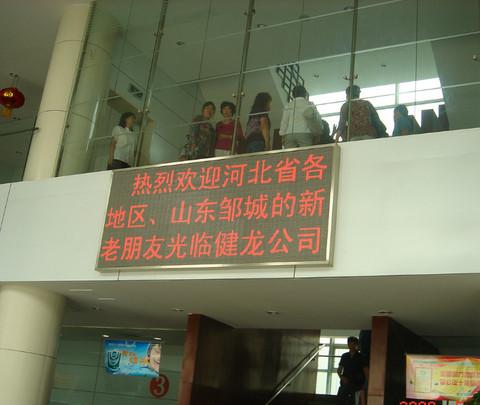 热烈欢迎河北省各
地区、山东邹城的新
老朋友光临健龙公司
3